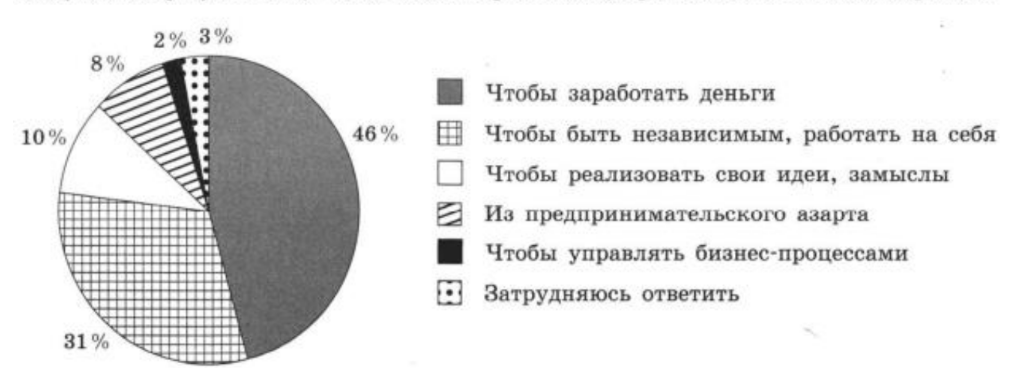 2% 3%
8%
10%
46%
31%
Чтобы заработать деньги
Чтобы быть независимым, работать на себя
Чтобы реализовать свои идеи, замыслы
Из предпринимательского азарта
Чтобы управлять бизнес-процессами
Затрудняюсь ответить